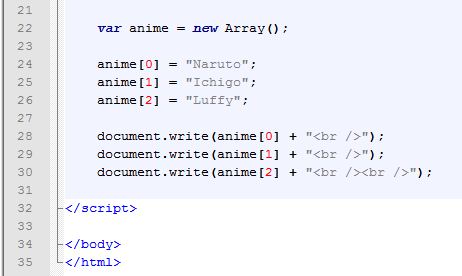 21
22 var anime = new Array();
23
24 anime[0] = "Naruto";
25 anime[1] = "Ichigo";
26 anime[2] = "Luffy";
27
28 document.write(anime[0] + "<br />");
29 document.write(anime[1] + "<br />");
30 document.write(anime[2] + "<br /><br />");
31
32 </script>
33
34 </body>
35 </html>